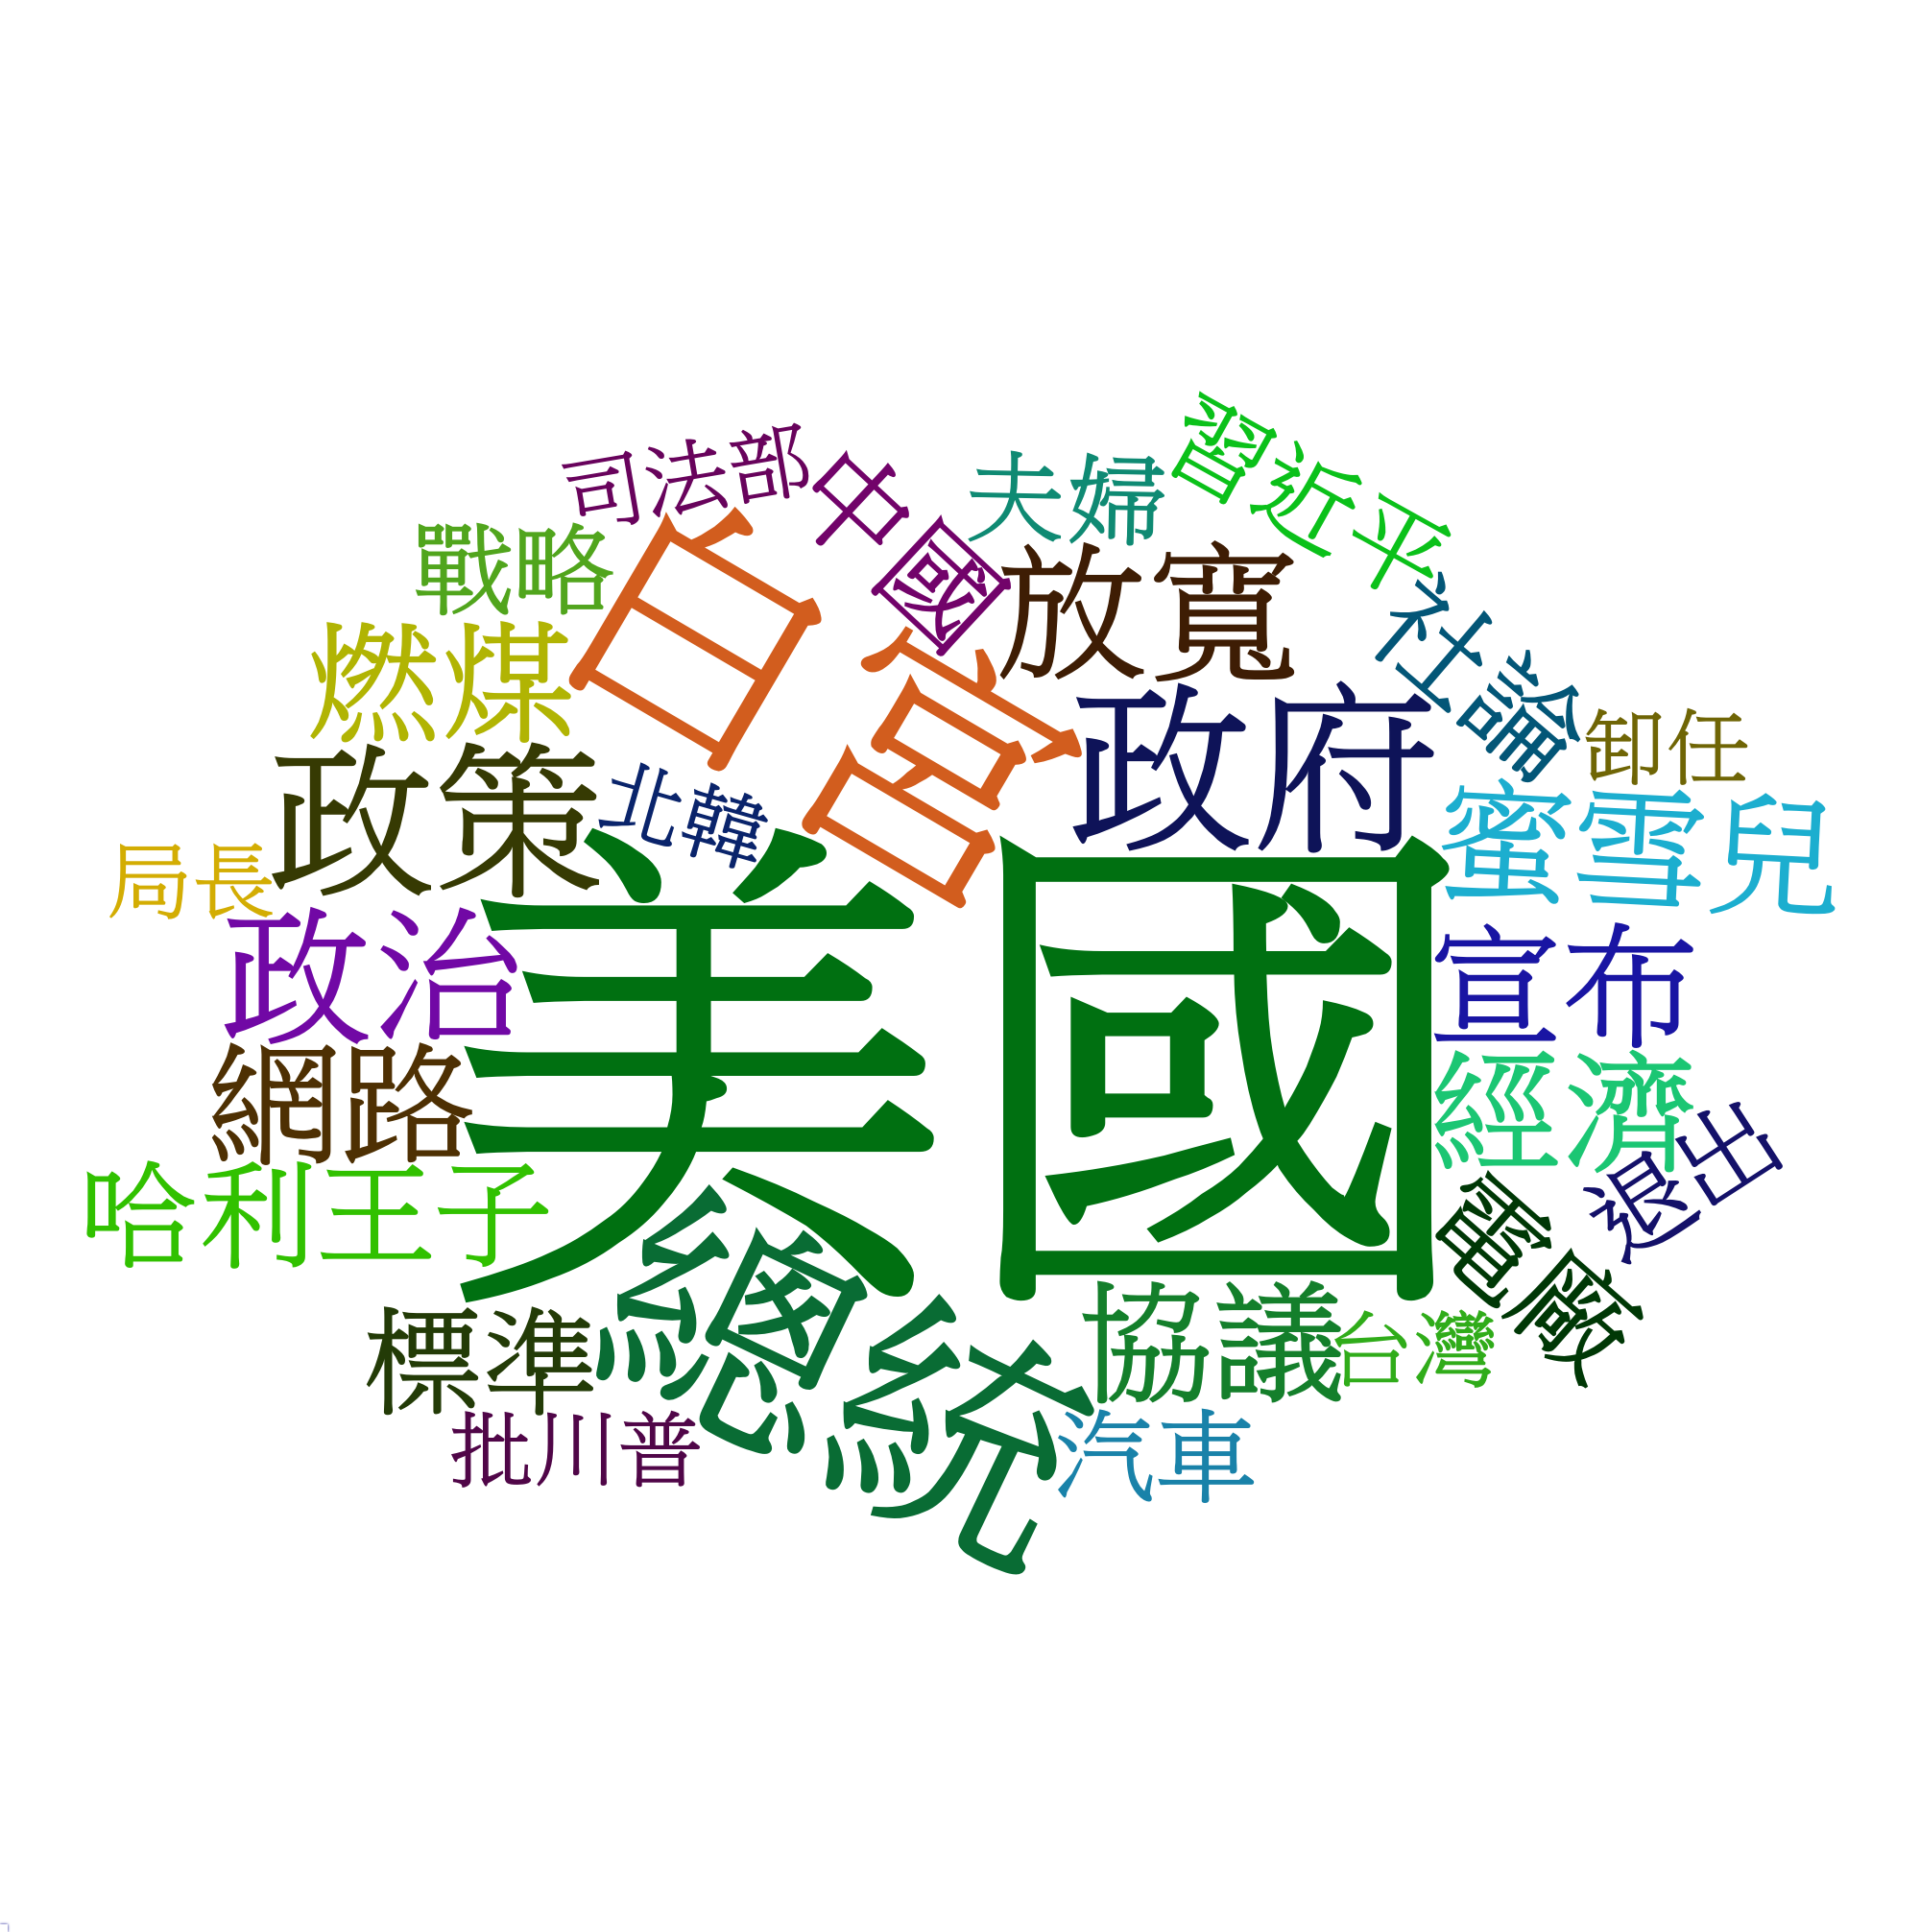 習近平
司法部
中國
夫婦
戰略
白宮
放寬
燃煤
社論
政府
卸任
政策
北韓
蕙雪兒
局長
美國
政治
宣布
網路
經濟
退出
哈利王子
會談
總統
協議
台灣
標準
批川普
汽車